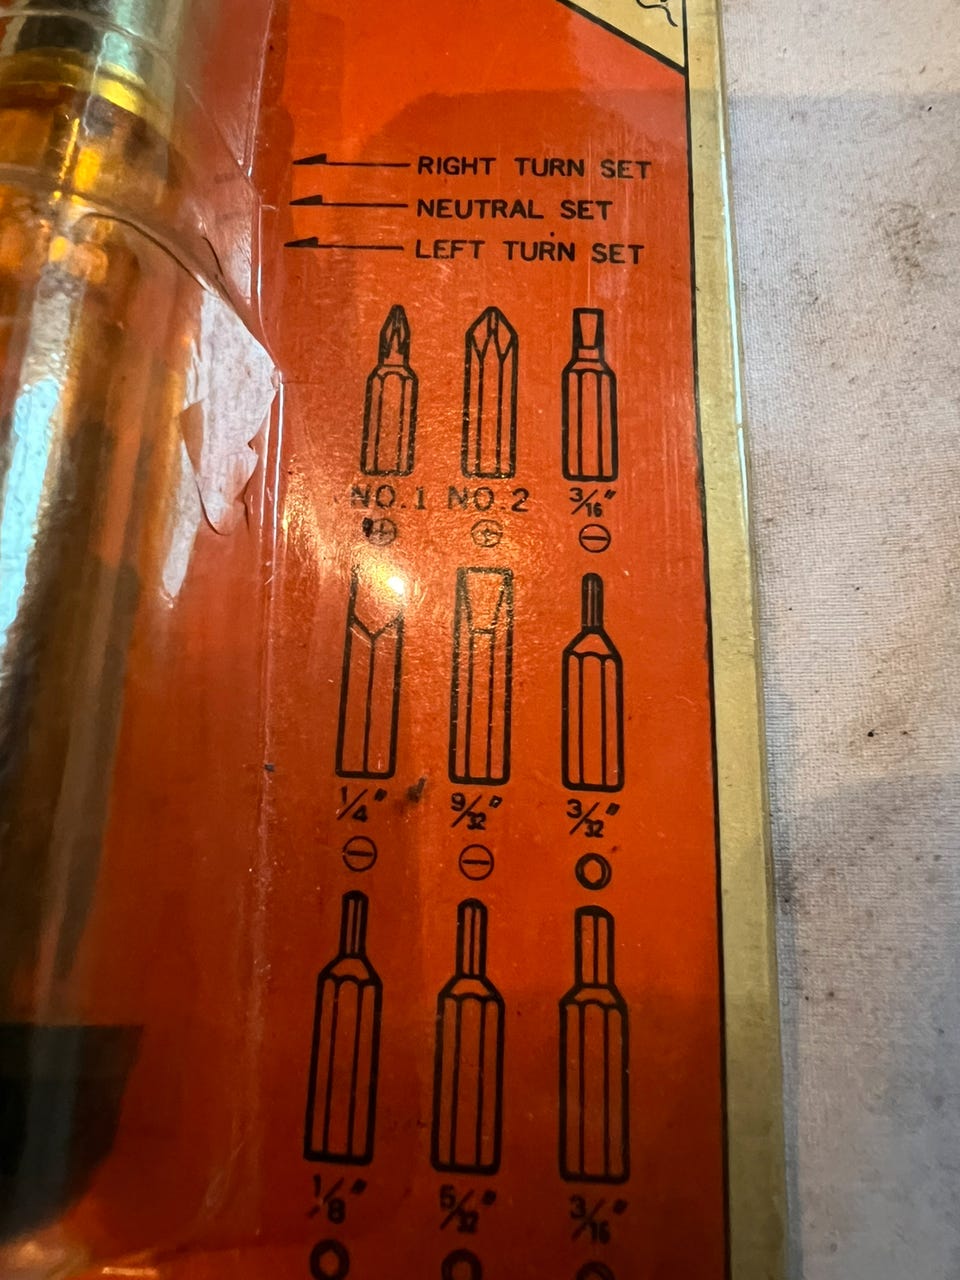 RIGHT TURN SET
NEUTRAL SET
LEFT TURN SET
NO.1 NO.2 3/16"
1/4" 9/32" 3/32"
1/8" 5/32" 3/16"